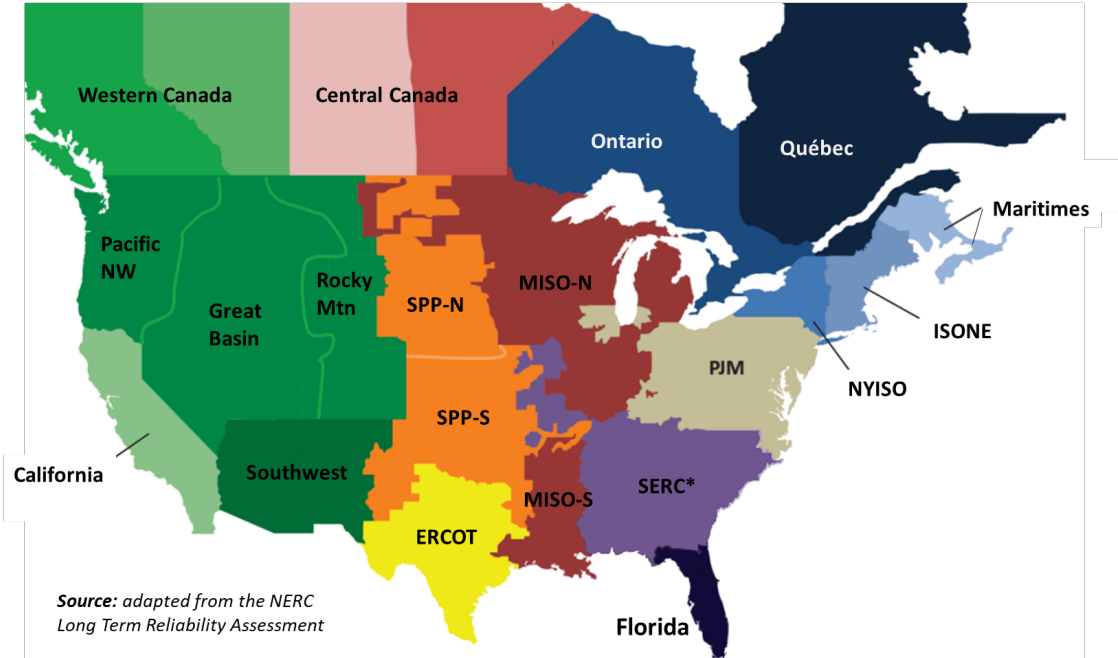 Western Canada
Central Canada
Ontario
Québec
Maritimes
Pacific
NW
Great
Basin
Rocky
Mtn
SPP-N
MISO-N
ISONE
PJM
NYISO
SPP-S
California
Southwest
MISO-S
SERC*
ERCOT
Source: adapted from the NERC
Long Term Reliability Assessment
Florida